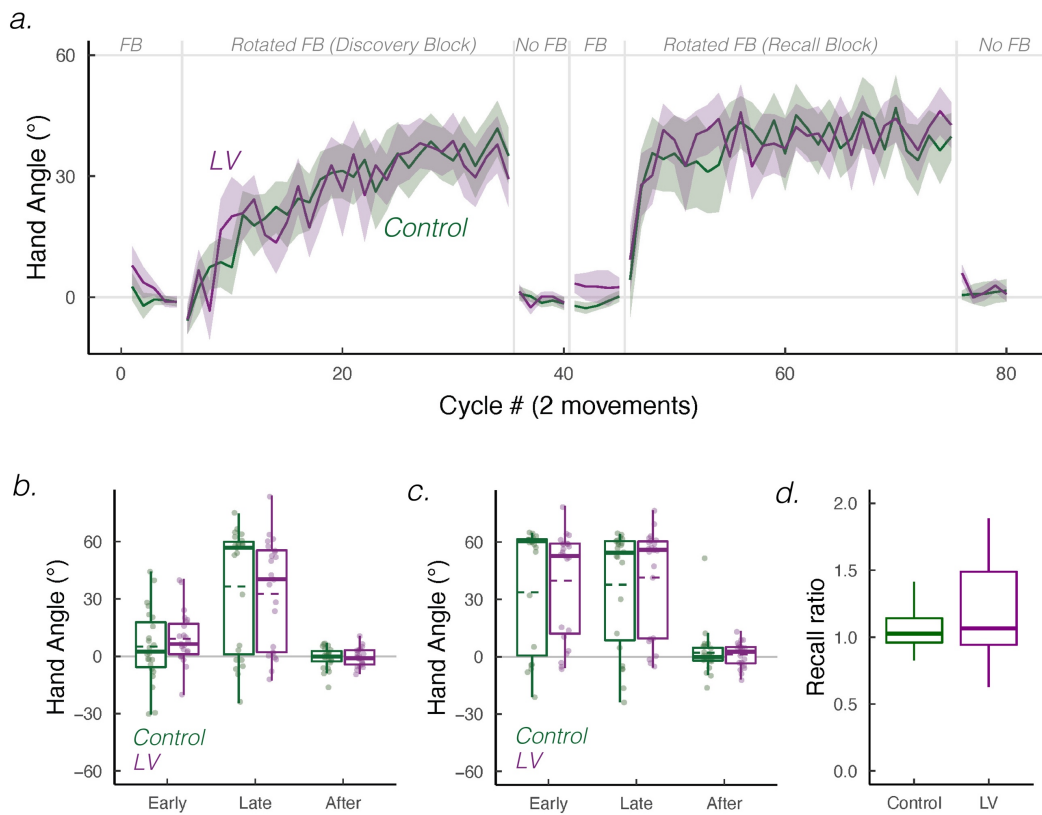 a.
FB
Rotated FB (Discovery Block)
No FB
FB
Rotated FB (Recall Block)
No FB
60
30
0
Hand Angle (°)
LV
Control
0
20
40
60
80
Cycle # (2 movements)
b.
60
30
0
−30
−60
Hand Angle (°)
Control
LV
Early
Late
After
c.
60
30
0
−30
−60
Hand Angle (°)
Control
LV
Early
Late
After
d.
2.0
1.5
1.0
0.5
0.0
Recall ratio
Control
LV